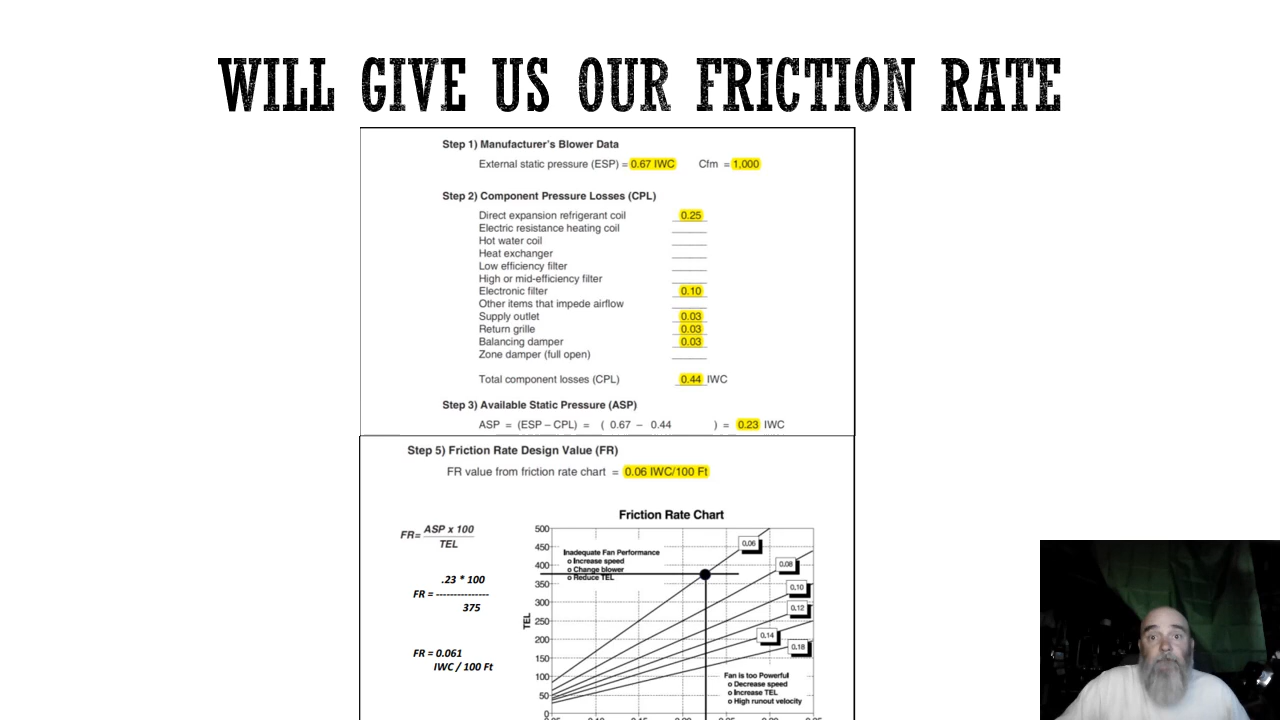 WILL GIVE US OUR FRICTION RATE
Step 1) Manufacturer's Blower Data
External static pressure (ESP) = 0.67 IWC Cfm = 1,000
Step 2) Component Pressure Losses (CPL)
Direct expansion refrigerant coil 0.25
Electric resistance heating coil
Hot water coil
Heat exchanger
Low efficiency filter
High or mid-efficiency filter
Electronic filter 0.10
Other items that impede airflow
Supply outlet 0.03
Return grille 0.03
Balancing damper 0.03
Zone damper (full open)
Total component losses (CPL) 0.44 IWC
Step 3) Available Static Pressure (ASP)
ASP = (ESP – CPL) = ( 0.67 – 0.44 ) = 0.23 IWC
Step 5) Friction Rate Design Value (FR)
FR value from friction rate chart = 0.06 IWC/100 Ft
FR= ASP x 100
TEL
.23 * 100
FR = ---------------
375
FR = 0.061
IWC / 100 Ft
Friction Rate Chart
500
450
400
350
300
250
200
150
100
50
0
TEL
Inadequate Fan Performance
o Increase speed
o Change blower
o Reduce TEL
0.06
0.08
0.10
0.12
0.14
0.18
Fan is too Powerful
o Decrease speed
o Increase TEL
o High runout velocity